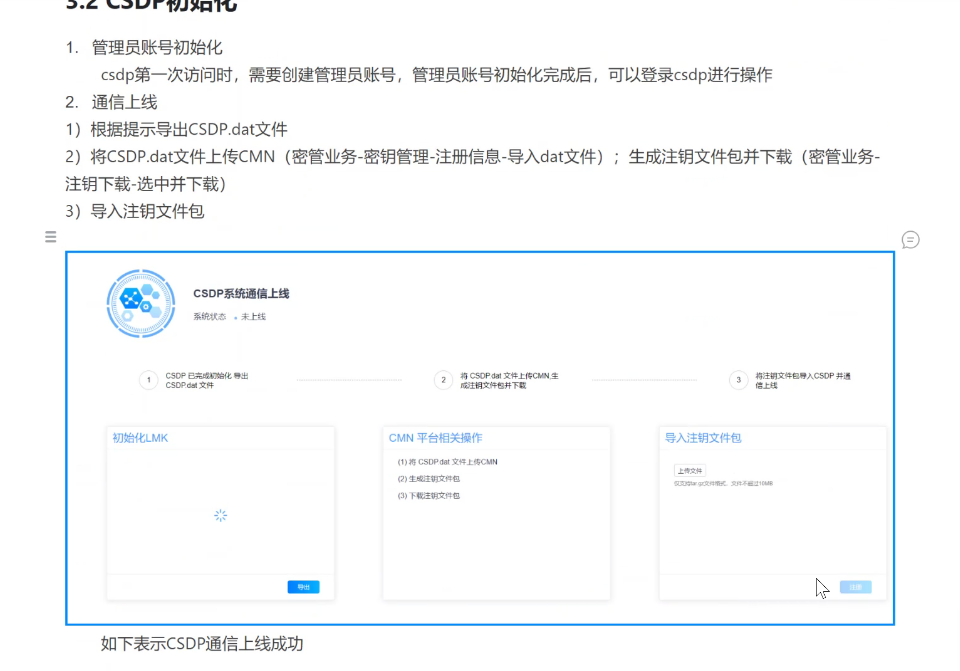 3.2 CSDP初始化
1. 管理员账号初始化
csdp第一次访问时，需要创建管理员账号，管理员账号初始化完成后，可以登录csdp进行操作
2. 通信上线
1）根据提示导出CSDP.dat文件
2）将CSDP.dat文件上传CMN（密管业务-密钥管理-注册信息-导入dat文件）；生成注钥文件包并下载（密管业务-
注钥下载-选中并下载）
3）导入注钥文件包
CSDP系统通信上线
系统状态 未上线
1 CSDP 已完成初始化 导出
CSDP.dat 文件
2 将 CSDP.dat 文件上传CMN,生
成注钥文件包并下载
3 将注钥文件包导入CSDP 并通
信上线
初始化LMK
导出
CMN 平台相关操作
(1) 将 CSDP.dat 文件上传CMN
(2) 生成注钥文件包
(3) 下载注钥文件包
导入注钥文件包
上传文件
仅支持tar.gz文件格式，文件不超过10MB
如下表示CSDP通信上线成功